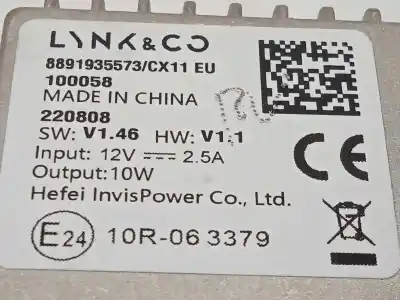 LYNK&CO
8891935573/CX11 EU
100058
MADE IN CHINA
220808
SW: V1.46 HW: V1.1
Input: 12V⎓2.5A
Output:10W
Hefei InvisPower Co., Ltd.
CE
E24 10R-06 3379